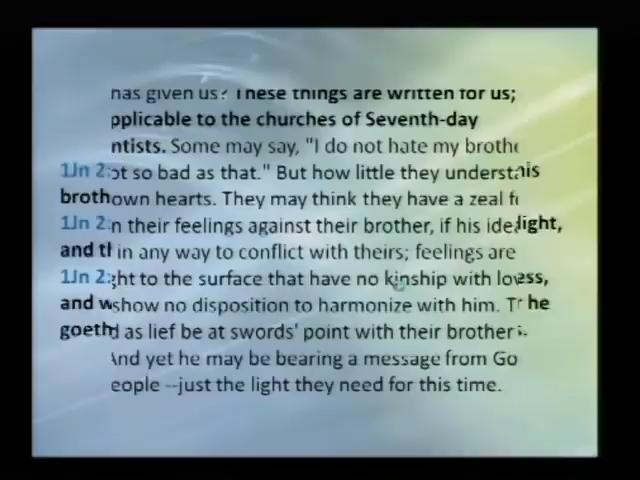 has given us? These things are written for us;
pplicable to the churches of Seventh-day
ntists. Some may say, "I do not hate my brothe
1Jn 2: ot so bad as that." But how little they underst his
broth own hearts. They may think they have a zeal f
1Jn 2: n their feelings against their brother, if his ide light,
and th in any way to conflict with theirs; feelings are
1Jn 2: ght to the surface that have no kinship with lov ess,
and w show no disposition to harmonize with him. T he
goeth d as lief be at swords' point with their brother
And yet he may be bearing a message from Go
eople --just the light they need for this time.